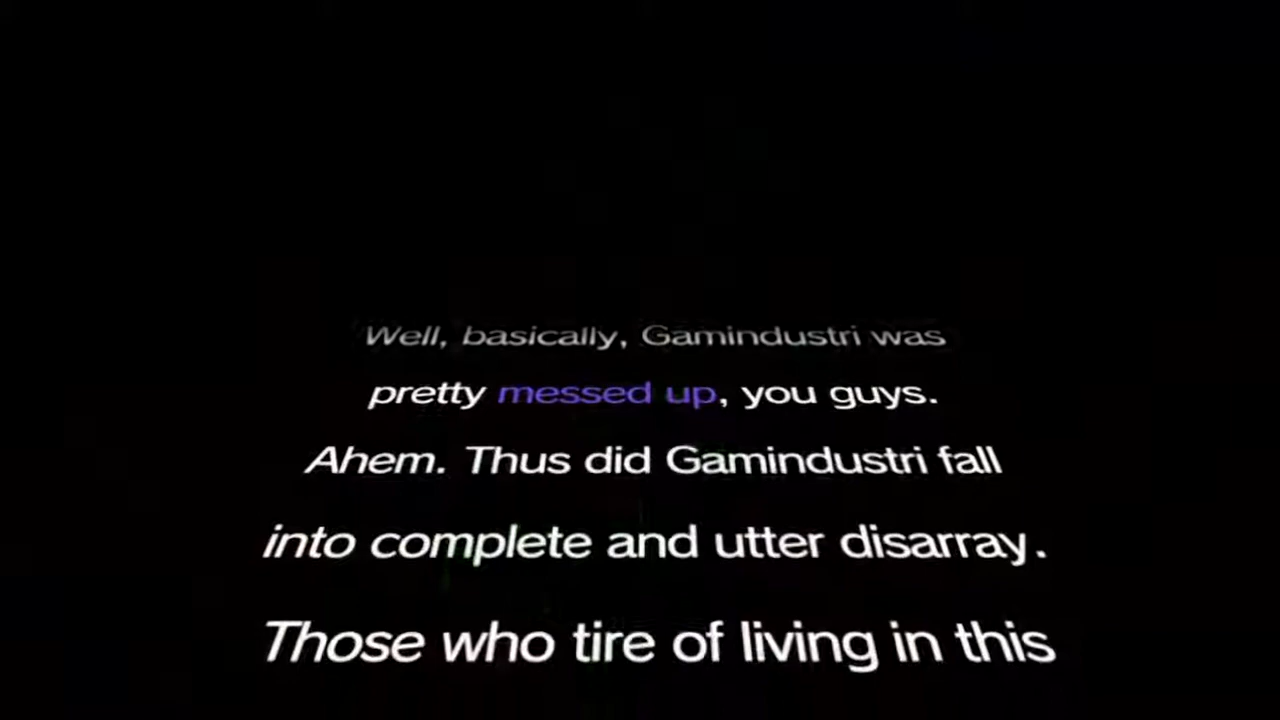 Well, basically, Gamindustri was
pretty messed up, you guys.
Ahem. Thus did Gamindustri fall
into complete and utter disarray.
Those who tire of living in this